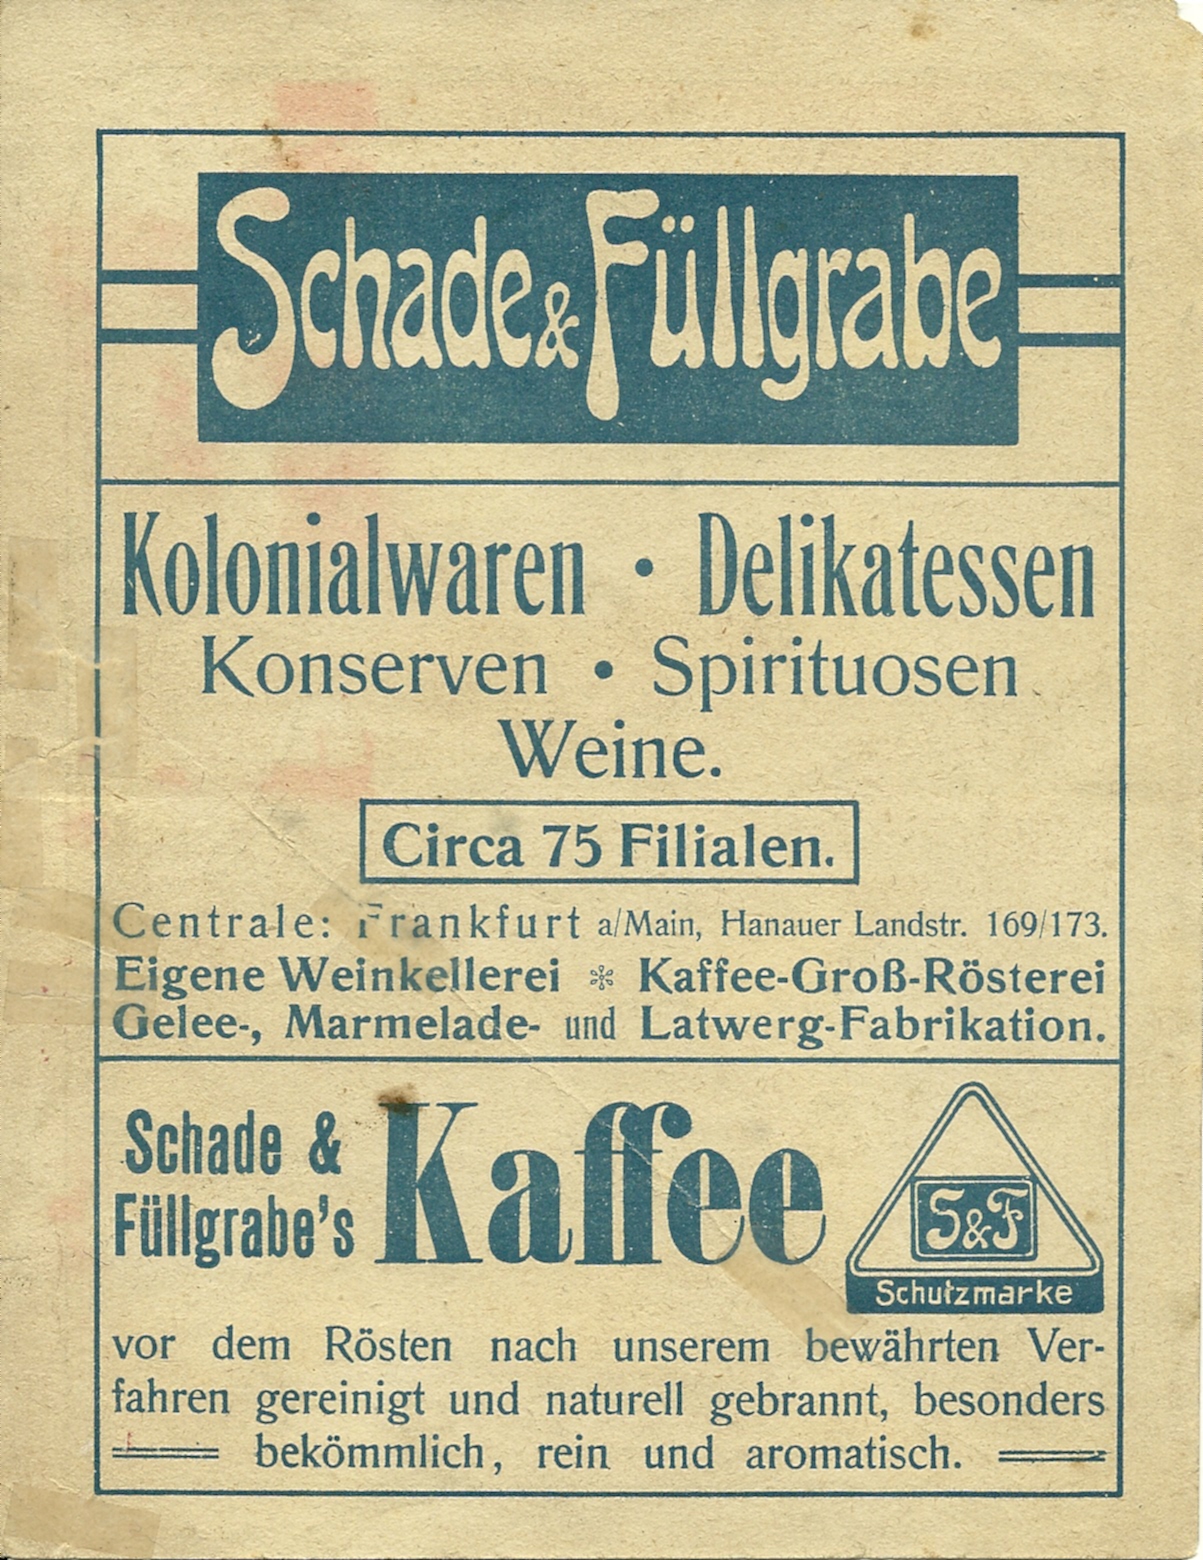 Schade & Füllgrabe
Kolonialwaren • Delikatessen
Konserven • Spirituosen
Weine.
Circa 75 Filialen.
Centrale: Frankfurt a/Main, Hanauer Landstr. 169/173.
Eigene Weinkellerei ❇ Kaffee-Groß-Rösterei
Gelee-, Marmelade- und Latwerg-Fabrikation.
Schade &
Füllgrabe's
Kaffee
S&F
Schutzmarke
vor dem Rösten nach unserem bewährten Ver-
fahren gereinigt und naturell gebrannt, besonders
bekömmlich, rein und aromatisch.